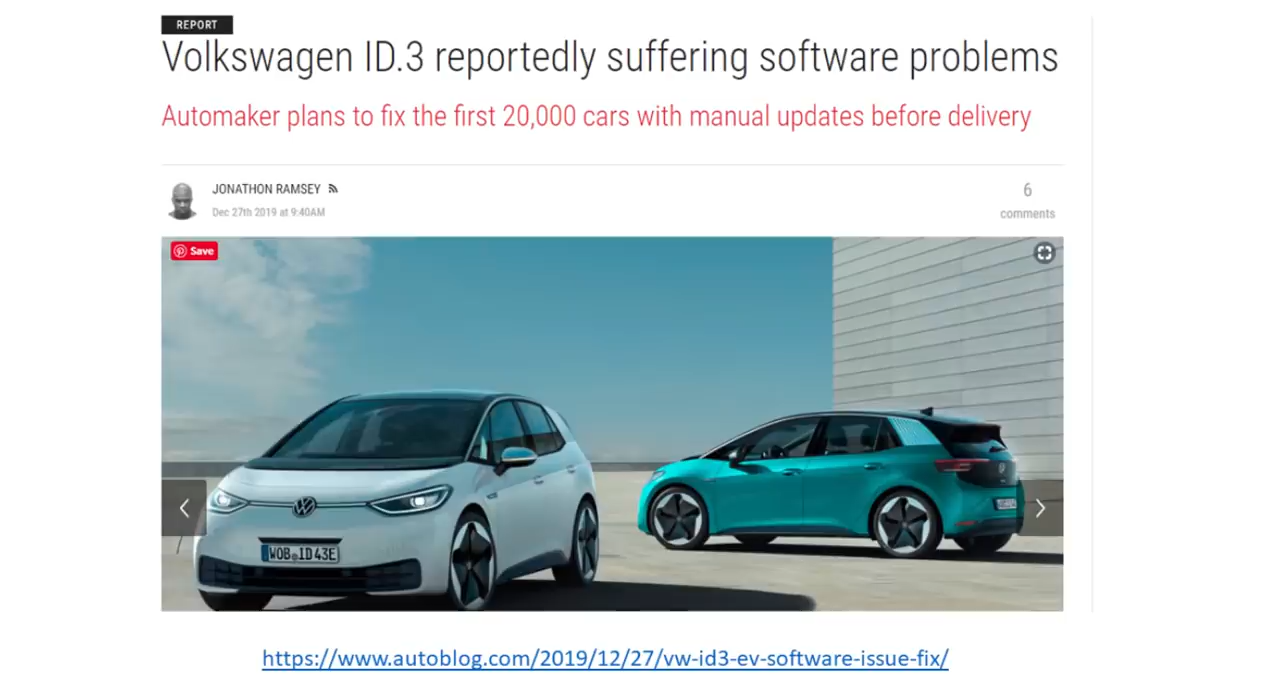 REPORT
Volkswagen ID.3 reportedly suffering software problems
Automaker plans to fix the first 20,000 cars with manual updates before delivery
JONATHON RAMSEY
Dec 27th 2019 at 9:40AM
6
comments
Save
WOB ID 43E
https://www.autoblog.com/2019/12/27/vw-id3-ev-software-issue-fix/